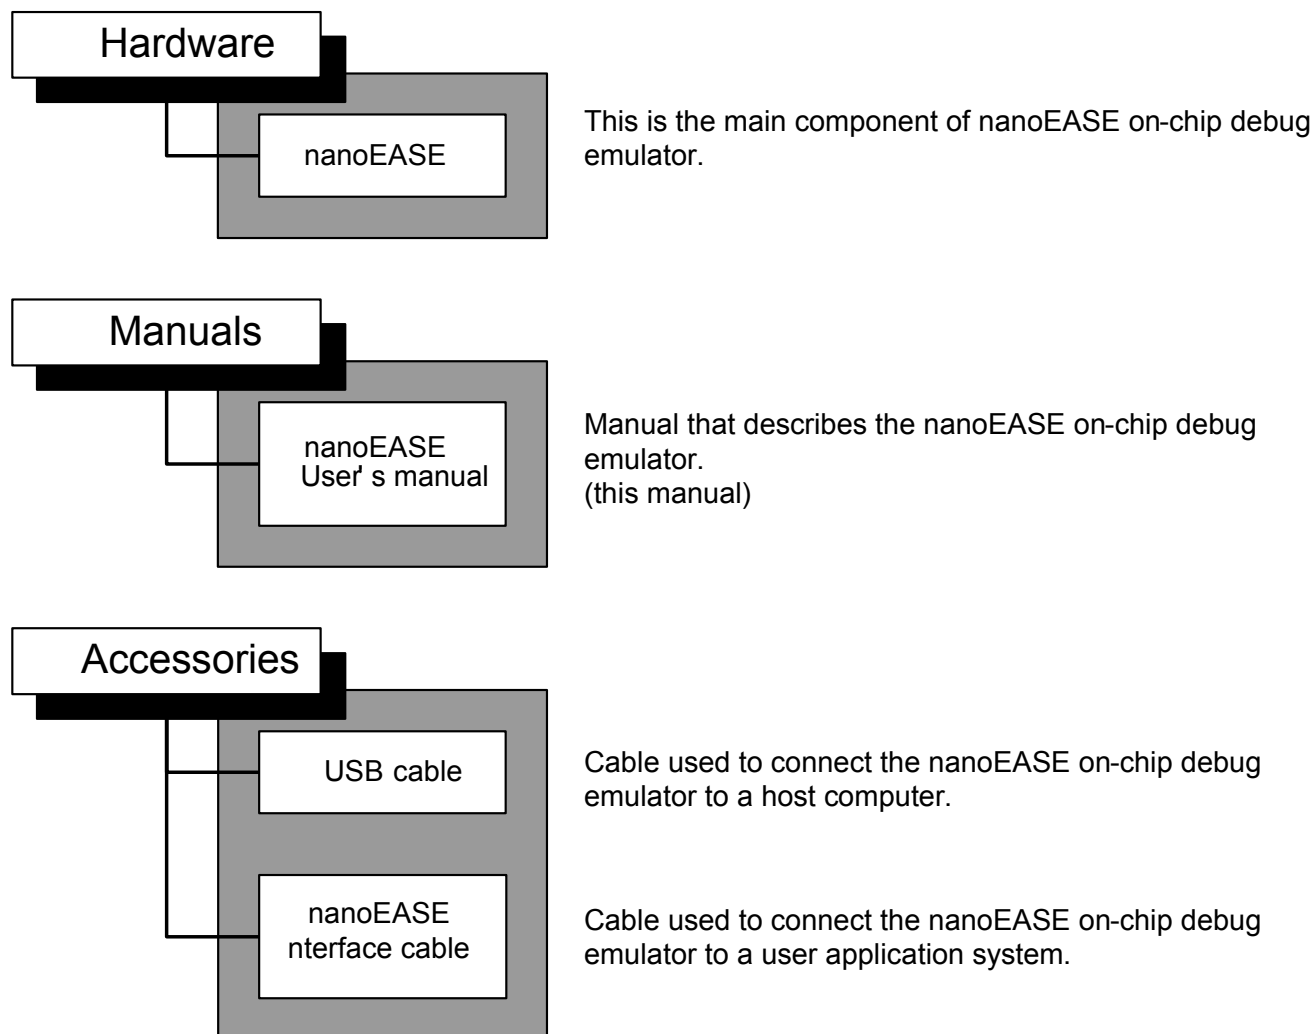 Hardware
nanoEASE
This is the main component of nanoEASE on-chip debug
emulator.
Manuals
nanoEASE
User' s manual
Manual that describes the nanoEASE on-chip debug
emulator.
(this manual)
Accessories
USB cable
Cable used to connect the nanoEASE on-chip debug
emulator to a host computer.
nanoEASE
nterface cable
Cable used to connect the nanoEASE on-chip debug
emulator to a user application system.